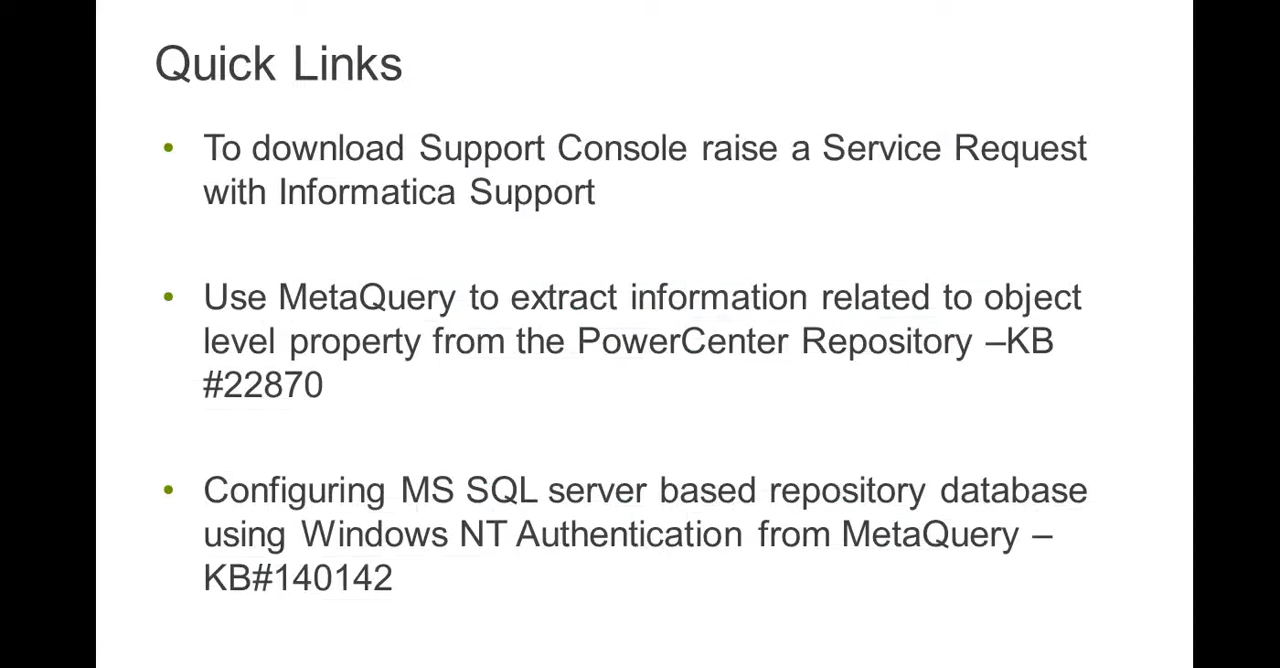 Quick Links
• To download Support Console raise a Service Request
with Informatica Support
• Use MetaQuery to extract information related to object
level property from the PowerCenter Repository –KB
#22870
• Configuring MS SQL server based repository database
using Windows NT Authentication from MetaQuery –
KB#140142